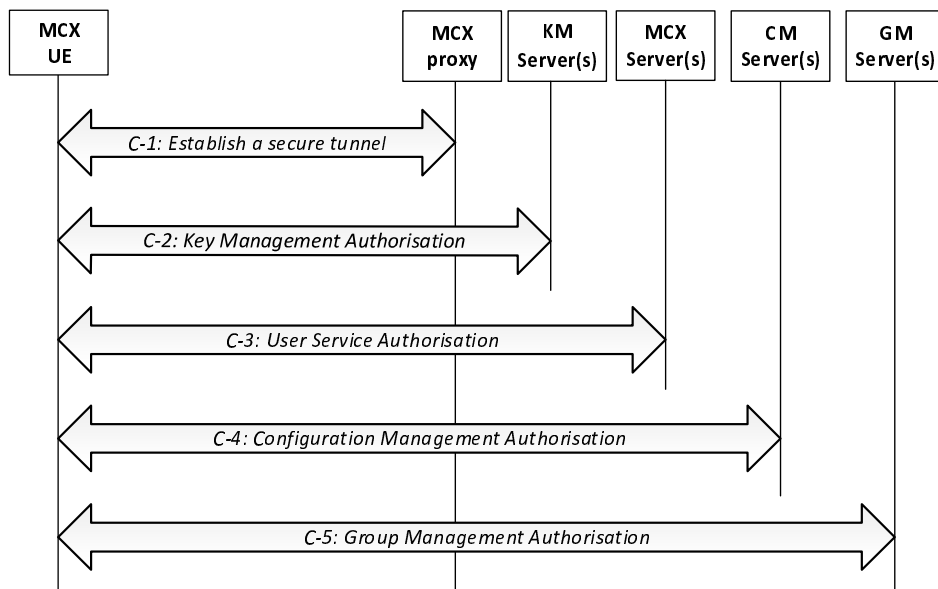 MCX
UE
MCX
proxy
KM
Server(s)
MCX
Server(s)
CM
Server(s)
GM
Server(s)
C-1: Establish a secure tunnel
C-2: Key Management Authorisation
C-3: User Service Authorisation
C-4: Configuration Management Authorisation
C-5: Group Management Authorisation